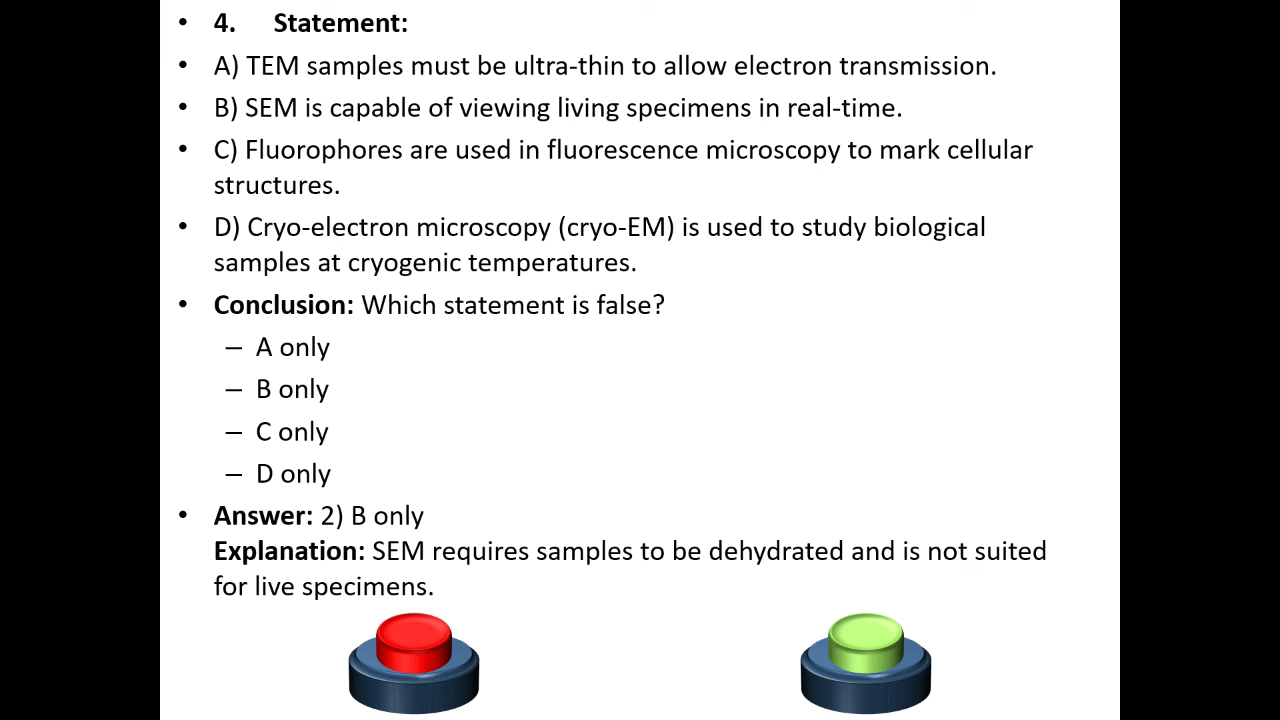 • 4. Statement:
• A) TEM samples must be ultra-thin to allow electron transmission.
• B) SEM is capable of viewing living specimens in real-time.
• C) Fluorophores are used in fluorescence microscopy to mark cellular
structures.
• D) Cryo-electron microscopy (cryo-EM) is used to study biological
samples at cryogenic temperatures.
• Conclusion: Which statement is false?
– A only
– B only
– C only
– D only
• Answer: 2) B only
Explanation: SEM requires samples to be dehydrated and is not suited
for live specimens.